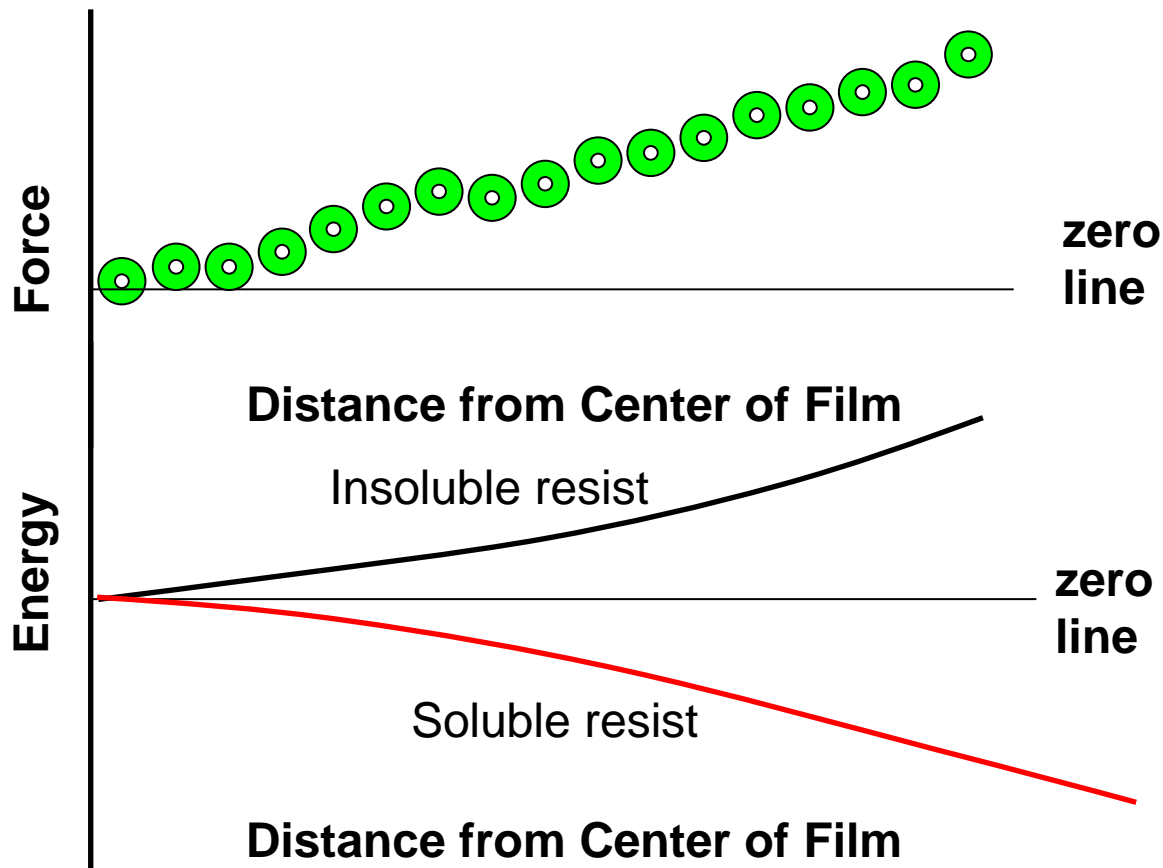 Force
zero
line
Distance from Center of Film
Insoluble resist
Energy
zero
line
Soluble resist
Distance from Center of Film